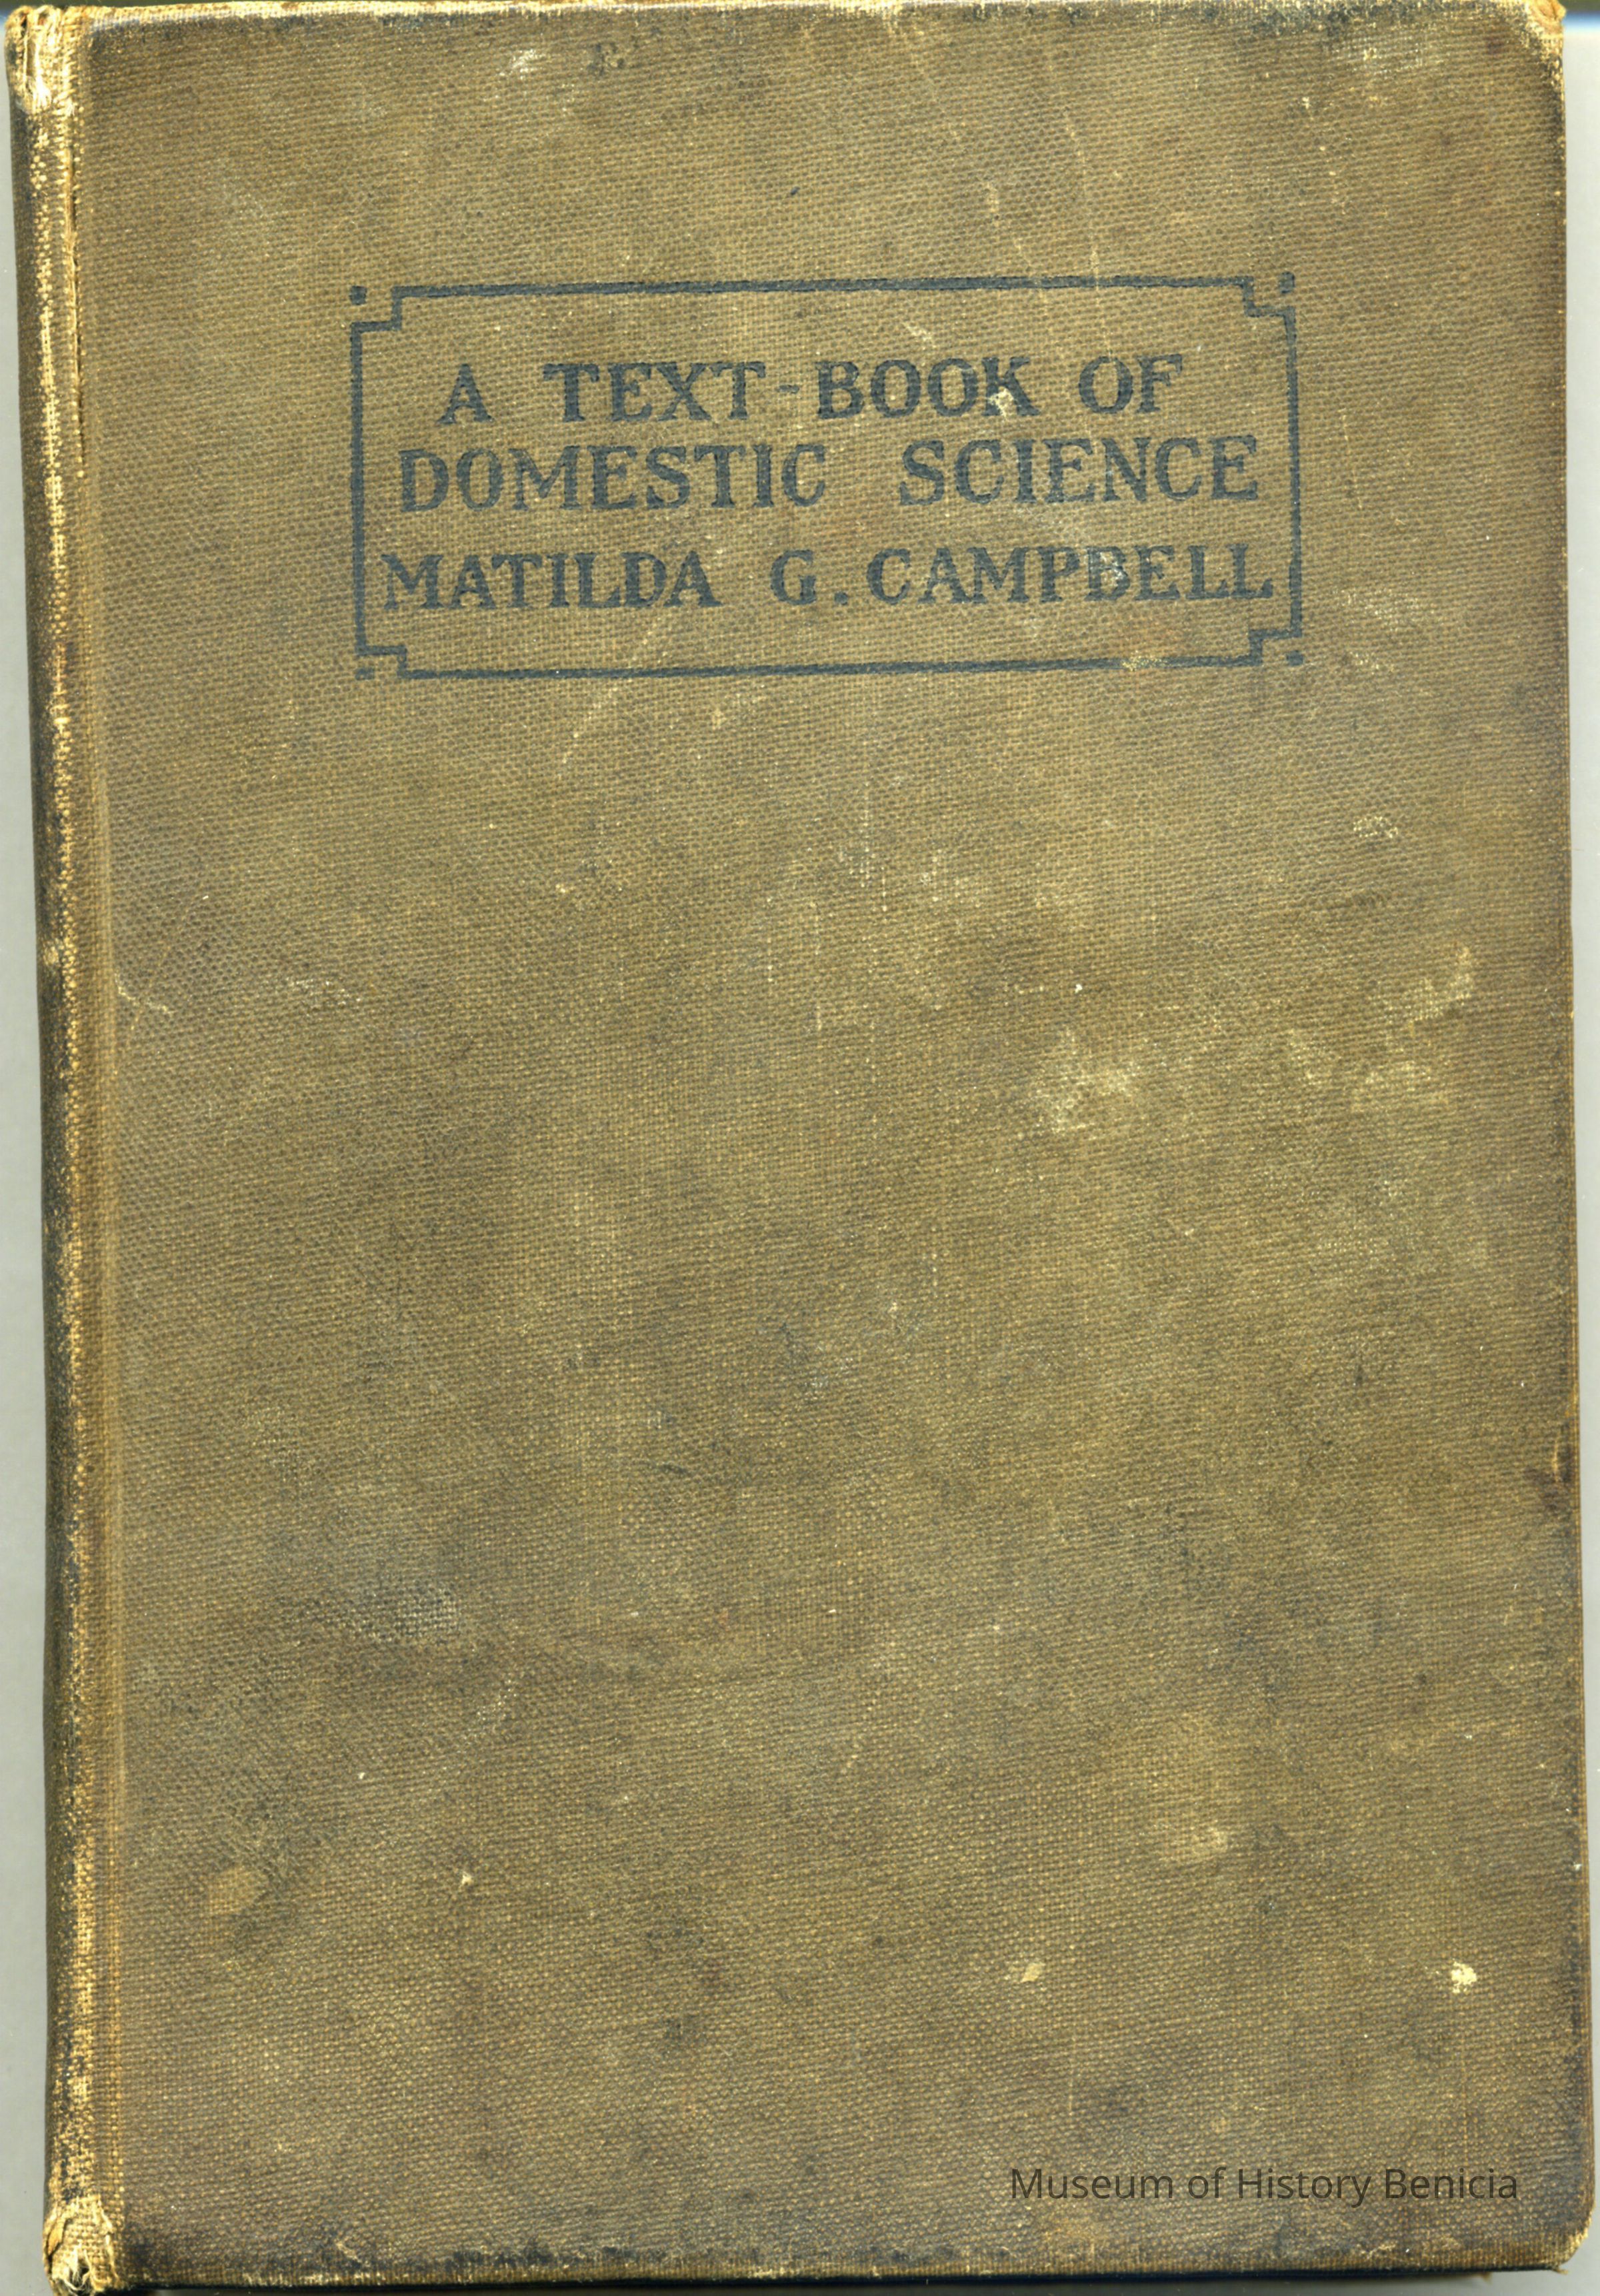 A TEXT-BOOK OF
DOMESTIC SCIENCE
MATILDA G. CAMPBELL
Museum of History Benicia